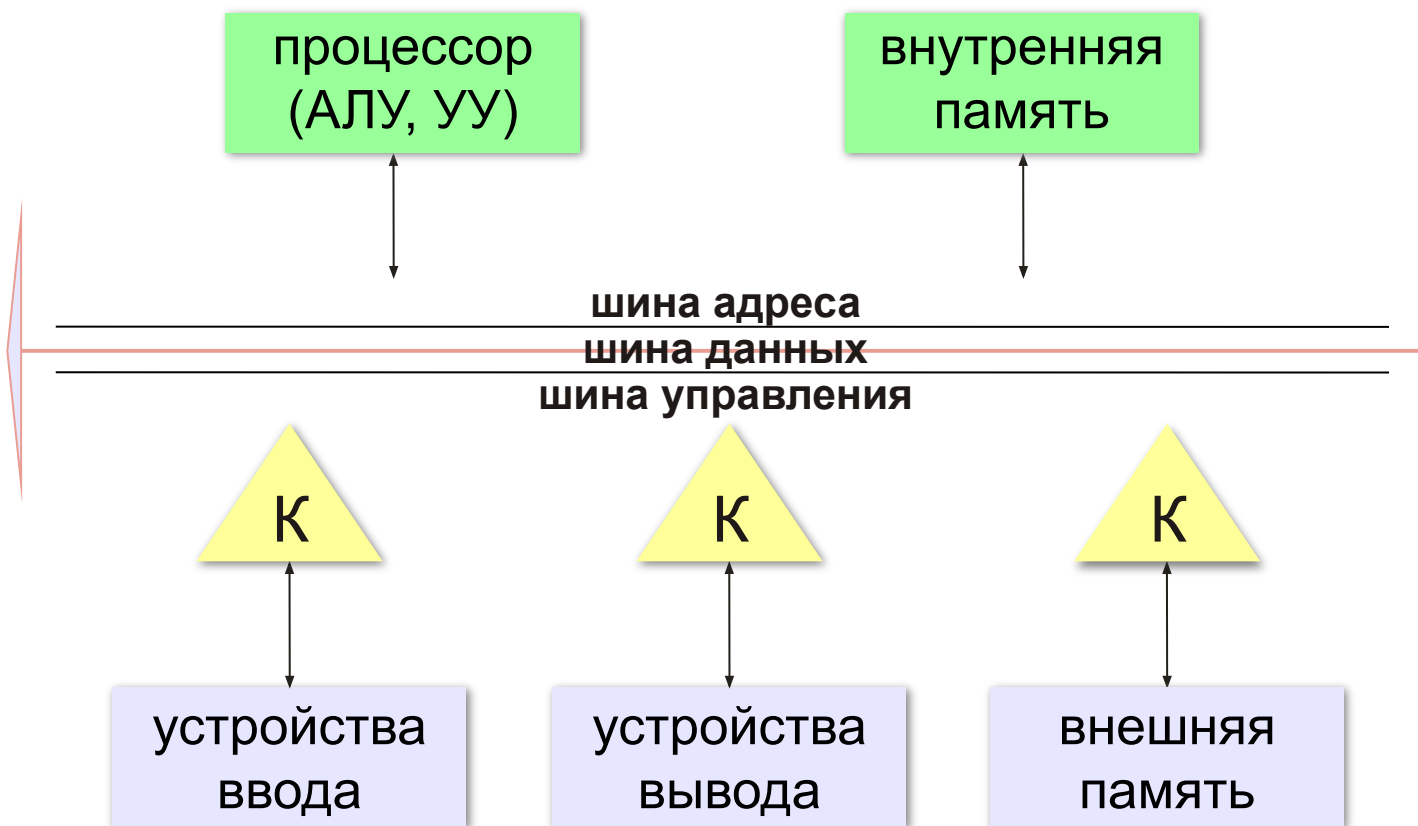 процессор
(АЛУ, УУ)
внутренняя
память
шина адреса
шина данных
шина управления
К
К
К
устройства
ввода
устройства
вывода
внешняя
память